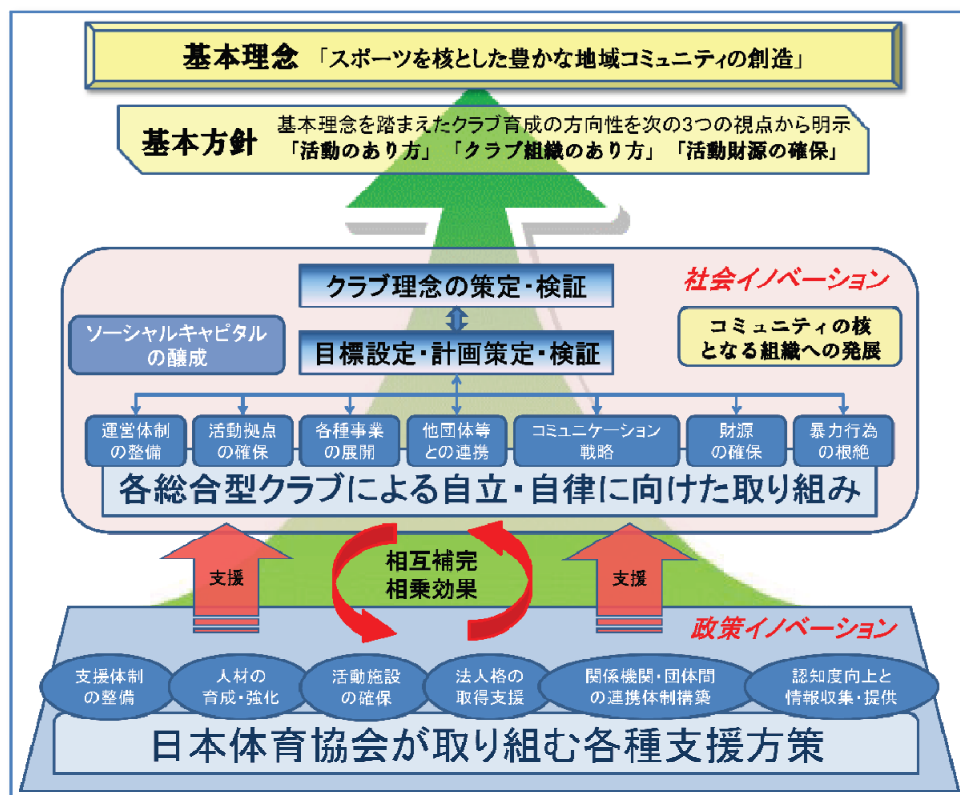 基本理念 「スポーツを核とした豊かな地域コミュニティの創造」
基本方針 基本理念を踏まえたクラブ育成の方向性を次の3つの視点から明示
「活動のあり方」 「クラブ組織のあり方」 「活動財源の確保」
社会イノベーション
クラブ理念の策定・検証
ソーシャルキャピタル
の醸成
目標設定・計画策定・検証
コミュニティの核
となる組織への発展
運営体制
の整備
活動拠点
の確保
各種事業
の展開
他団体等
との連携
コミュニケーション
戦略
財源
の確保
暴力行為
の根絶
各総合型クラブによる自立・自律に向けた取り組み
支援
相互補完
相乗効果
支援
政策イノベーション
支援体制
の整備
人材の
育成・強化
活動施設
の確保
法人格の
取得支援
関係機関・団体間
の連携体制構築
認知度向上と
情報収集・提供
日本体育協会が取り組む各種支援方策